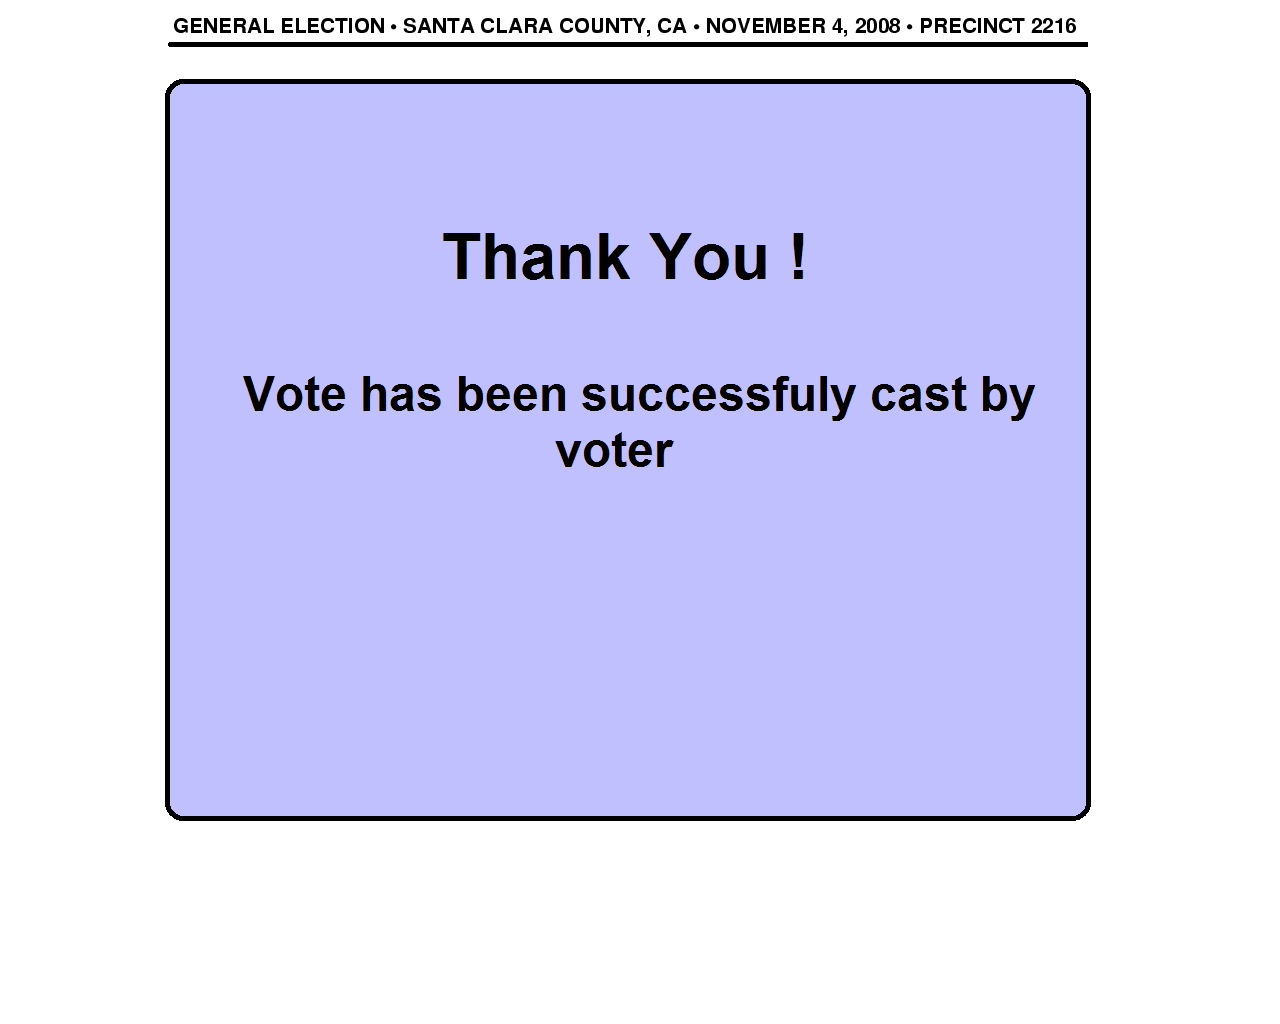 GENERAL ELECTION • SANTA CLARA COUNTY, CA • NOVEMBER 4, 2008 • PRECINCT 2216
Thank You !
Vote has been successfuly cast by
voter